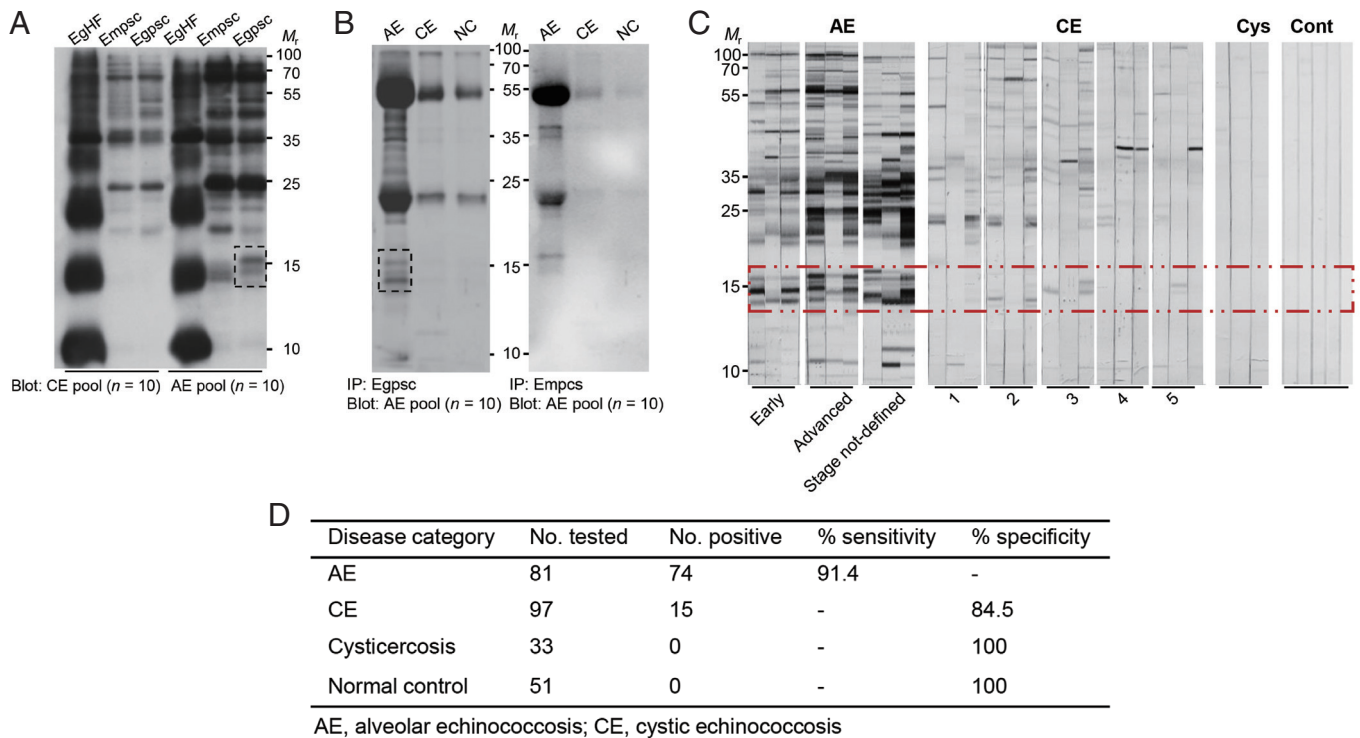 A
EgHF Empsc Egpsc EgHF Empsc Egpsc
Mr
100
70
55
35
25
15
10
Blot: CE pool (n = 10) AE pool (n = 10)
B
AE CE NC Mr AE CE NC
100
70
55
35
25
15
10
IP: Egpsc IP: Empcs
Blot: AE pool (n = 10) Blot: AE pool (n = 10)
C
Mr AE CE Cys Cont
100
70
55
35
25
15
10
Early Advanced Stage not-defined 1 2 3 4 5
D
Disease category No. tested No. positive % sensitivity % specificity
AE 81 74 91.4 -
CE 97 15 - 84.5
Cysticercosis 33 0 - 100
Normal control 51 0 - 100
AE, alveolar echinococcosis; CE, cystic echinococcosis